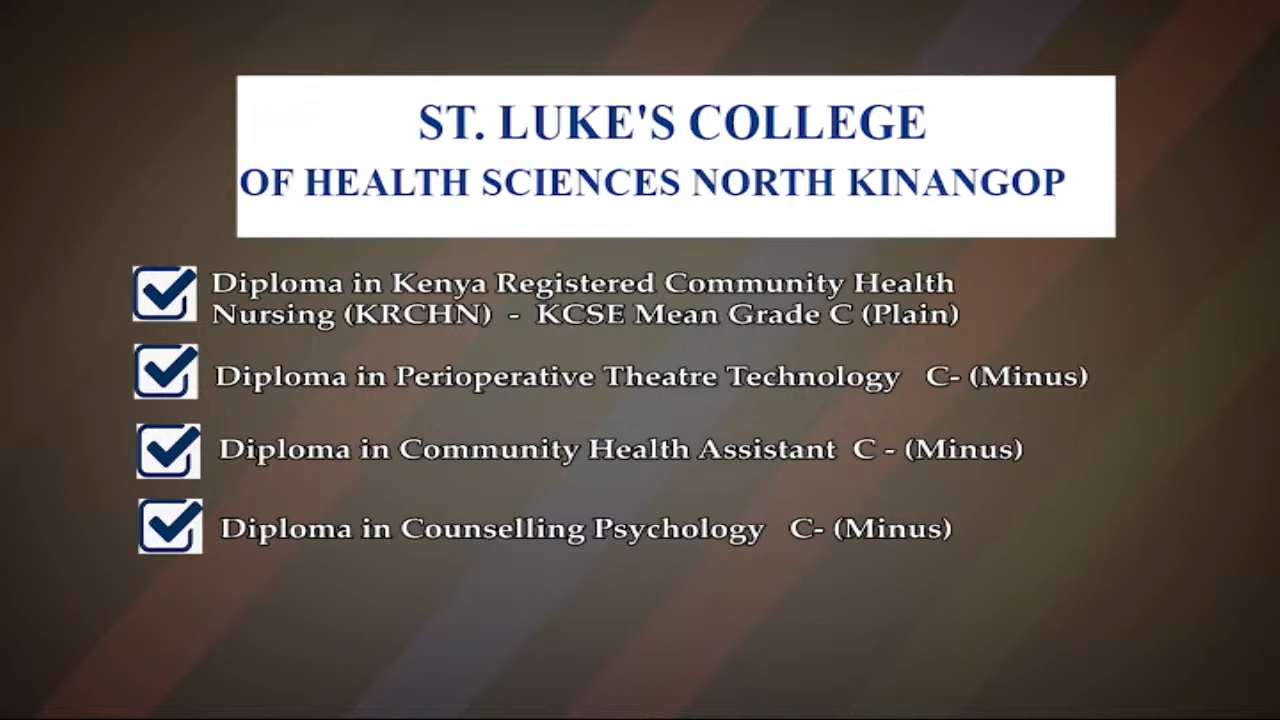 ST. LUKE'S COLLEGE
OF HEALTH SCIENCES NORTH KINANGOP
Diploma in Kenya Registered Community Health
Nursing (KRCHN) - KCSE Mean Grade C (Plain)
Diploma in Perioperative Theatre Technology C- (Minus)
Diploma in Community Health Assistant C - (Minus)
Diploma in Counselling Psychology C- (Minus)